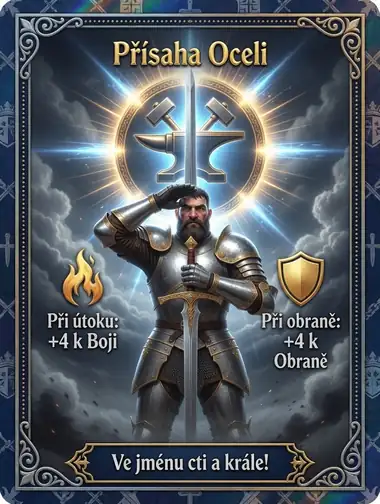 Přísaha Oceli
Při útoku:
+4 k Boji
Při obraně:
+4 k
Obraně
Ve jménu cti a krále!